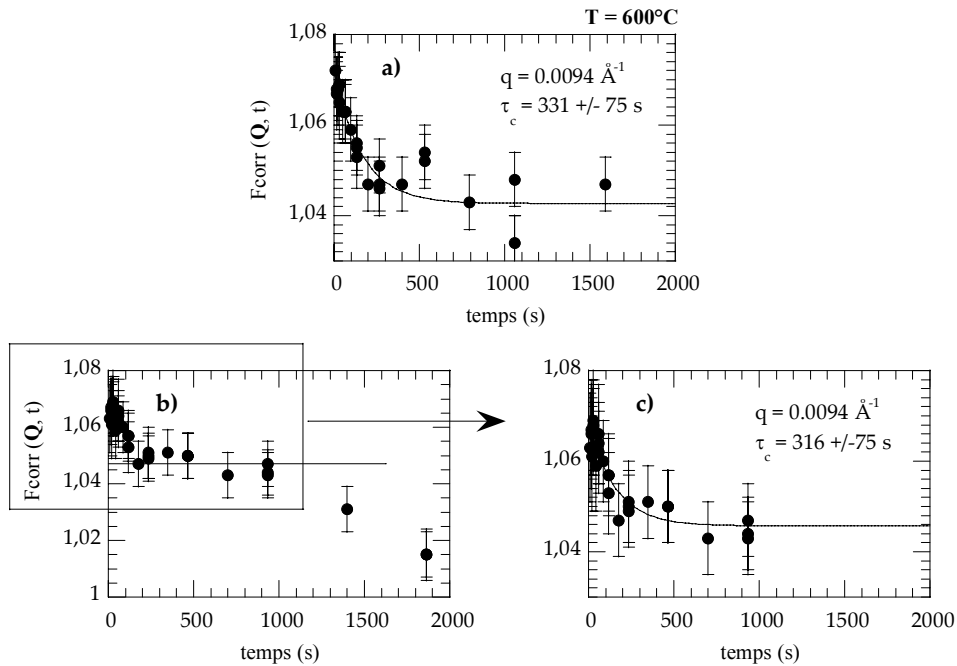 T = 600°C
1,08
1,06
1,04
Fcorr (Q, t)
a)
q = 0.0094 Å-1
τc = 331 +/- 75 s
0
500
1000
1500
2000
temps (s)
1,08
1,06
1,04
1,02
1
Fcorr (Q, t)
b)
0
500
1000
1500
2000
temps (s)
1,08
1,06
1,04
c)
q = 0.0094 Å-1
τc = 316 +/-75 s
0
500
1000
1500
2000
temps (s)